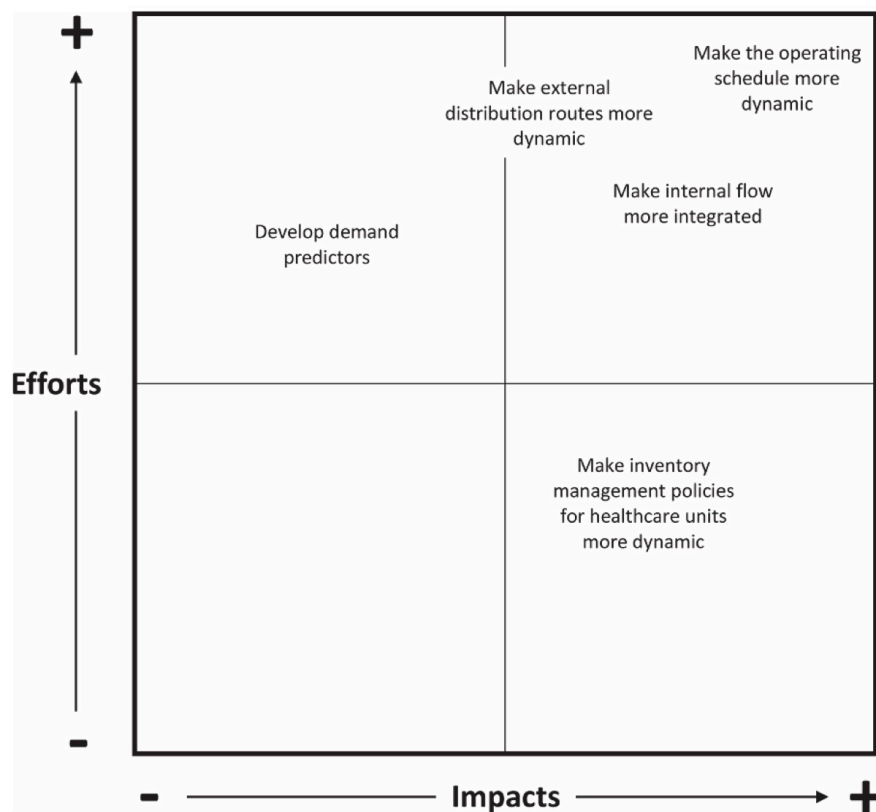 +
Make the operating
schedule more
dynamic
Make external
distribution routes more
dynamic
Make internal flow
more integrated
Develop demand
predictors
Efforts
Make inventory
management policies
for healthcare units
more dynamic
-
- Impacts +